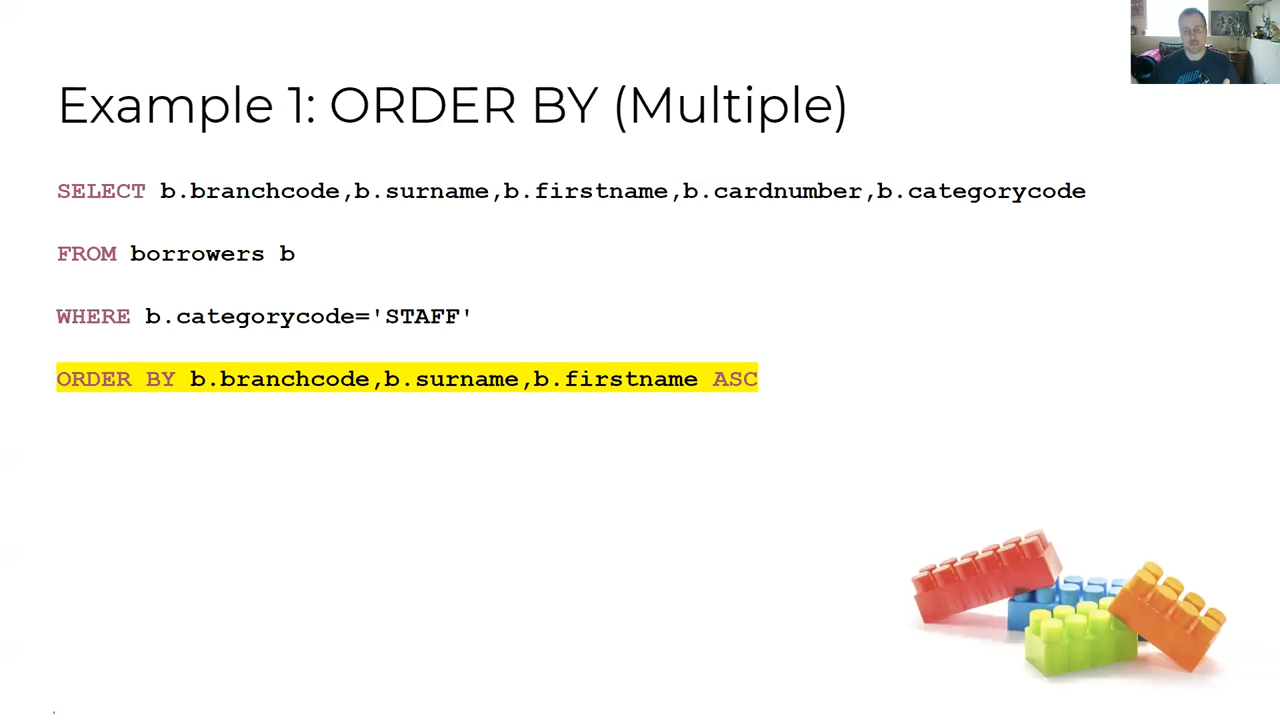 Example 1: ORDER BY (Multiple)
SELECT b.branchcode,b.surname,b.firstname,b.cardnumber,b.categorycode
FROM borrowers b
WHERE b.categorycode='STAFF'
ORDER BY b.branchcode,b.surname,b.firstname ASC
BUILD